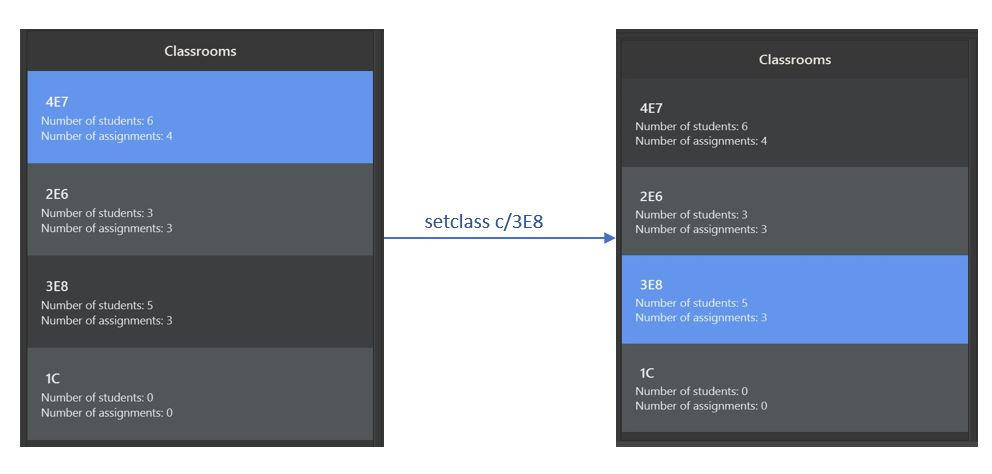 Classrooms
4E7
Number of students: 6
Number of assignments: 4
2E6
Number of students: 3
Number of assignments: 3
3E8
Number of students: 5
Number of assignments: 3
1C
Number of students: 0
Number of assignments: 0
setclass c/3E8
Classrooms
4E7
Number of students: 6
Number of assignments: 4
2E6
Number of students: 3
Number of assignments: 3
3E8
Number of students: 5
Number of assignments: 3
1C
Number of students: 0
Number of assignments: 0